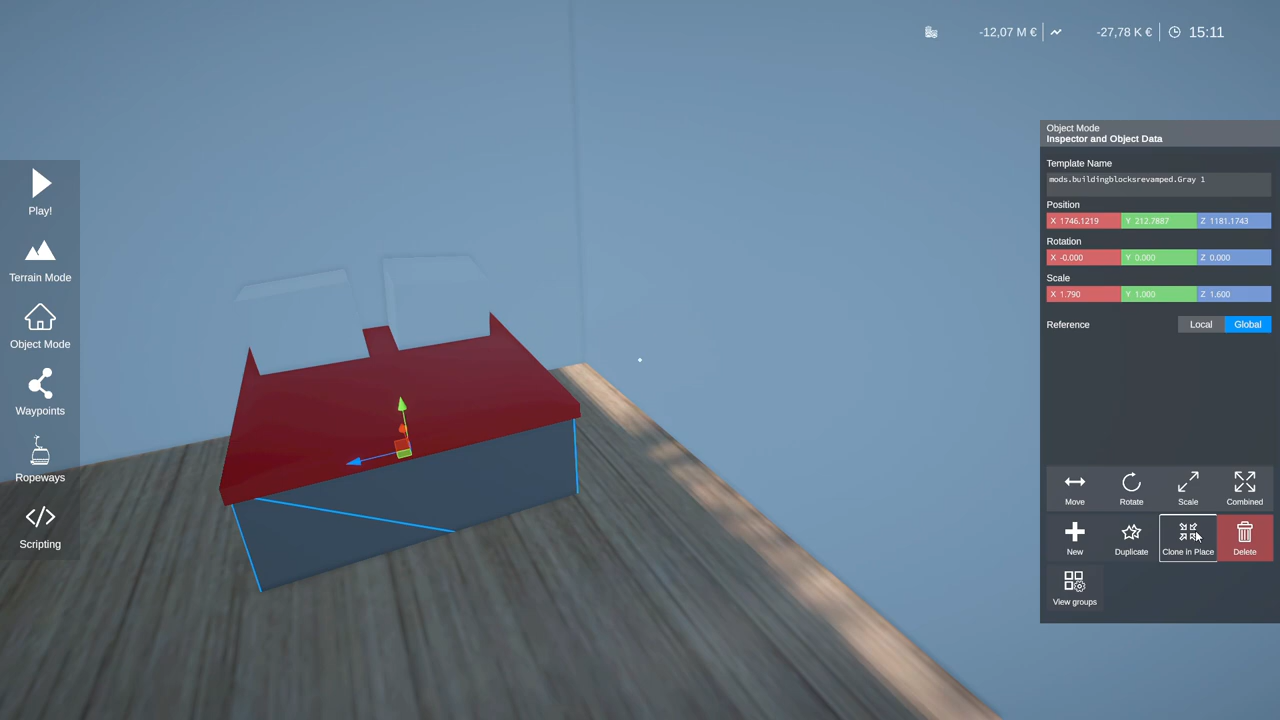 -12,07 M €
-27,78 K €
15:11
Play!
Terrain Mode
Object Mode
Waypoints
Ropeways
Scripting
Object Mode
Inspector and Object Data
Template Name
mods.buildingblocksrevamped.Gray 1
Position
X 1746.1219 Y 212.7887 Z 1181.1743
Rotation
X -0.000 Y 0.000 Z 0.000
Scale
X 1.790 Y 1.000 Z 1.600
Reference Local Global
Move Rotate Scale Combined
New Duplicate Clone in Place Delete
View groups